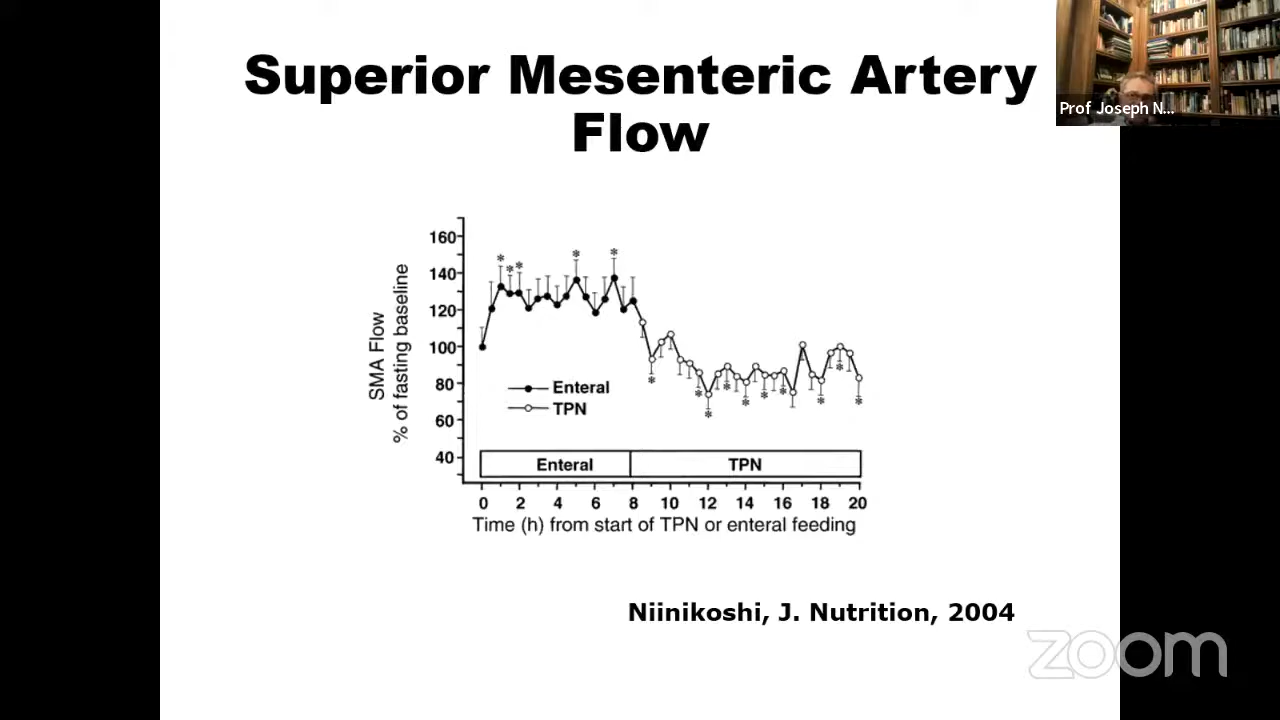 Superior Mesenteric Artery
Flow
Prof Joseph N...
160
140
120
100
80
60
40
SMA Flow
% of fasting baseline
* * * * *
Enteral
TPN
* * * * * * * * * *
Enteral TPN
0 2 4 6 8 10 12 14 16 18 20
Time (h) from start of TPN or enteral feeding
Niinikoshi, J. Nutrition, 2004
zoom